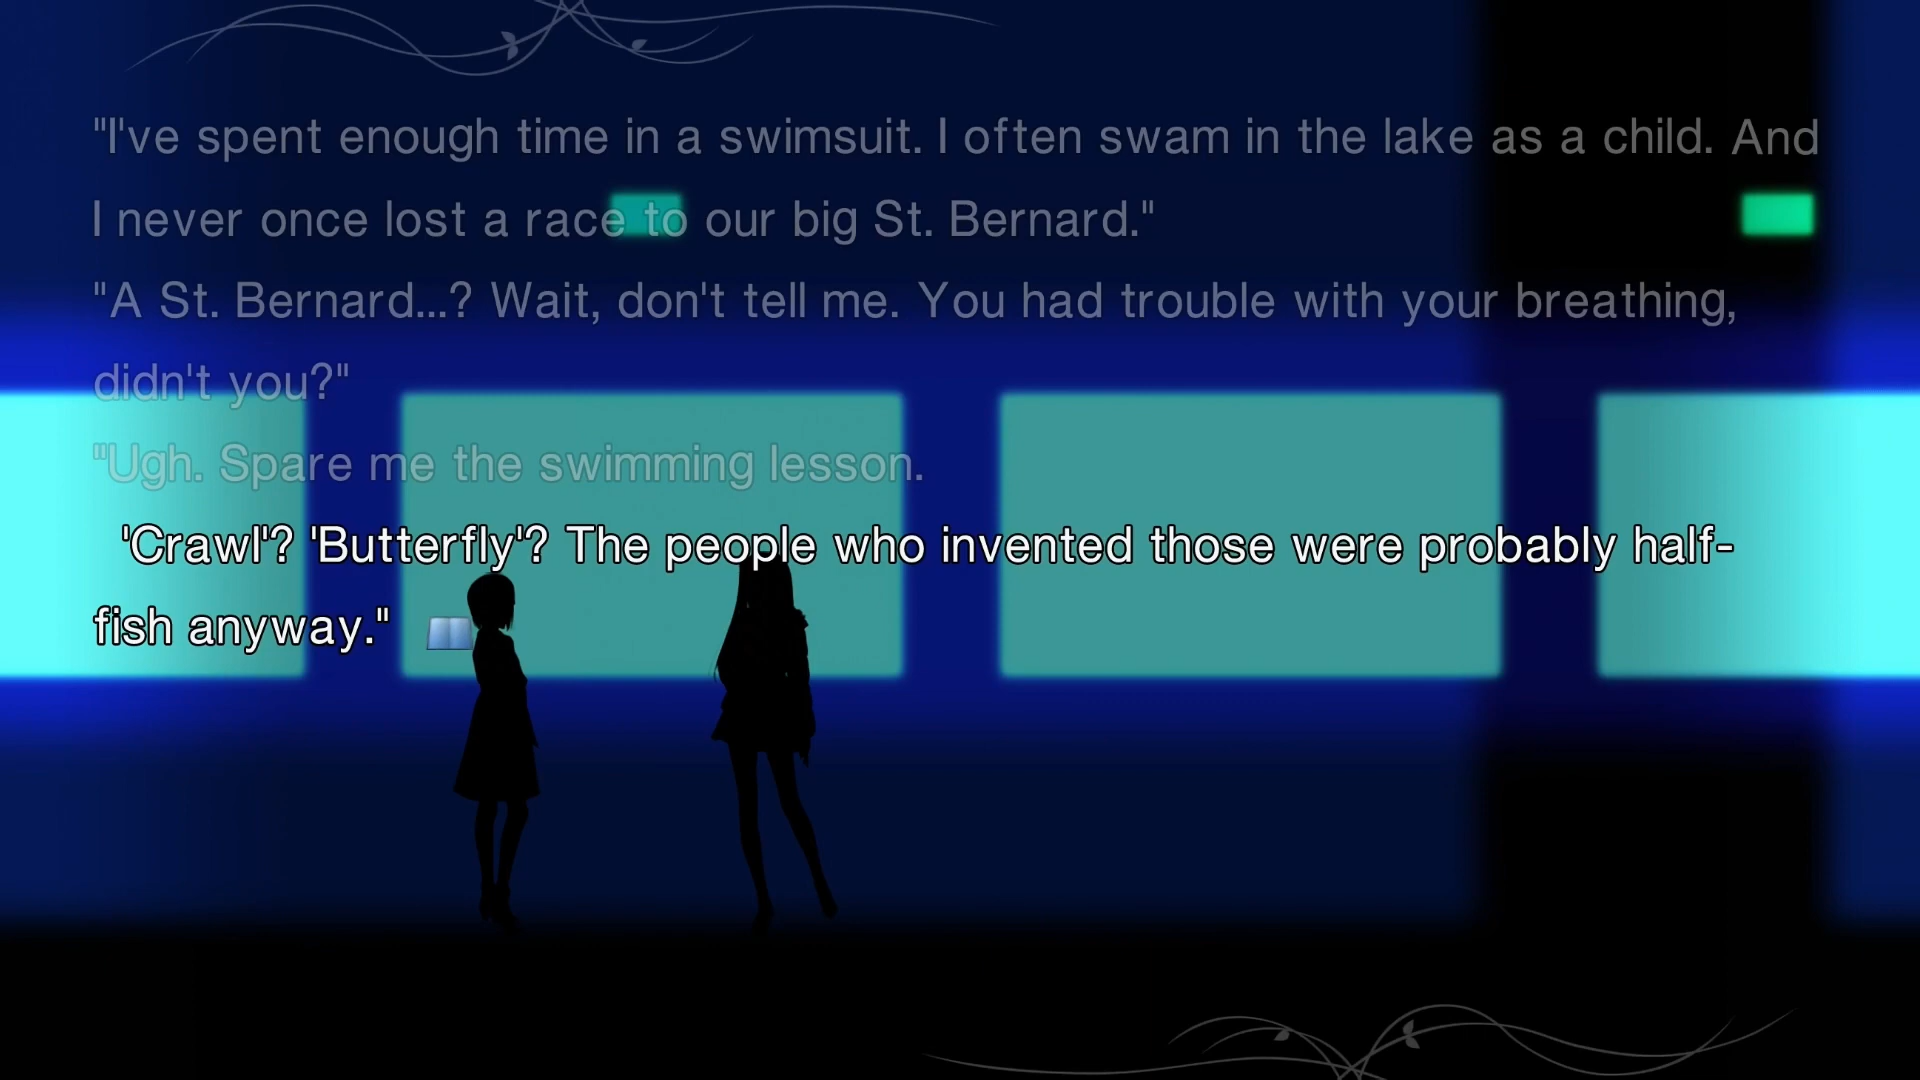 "I've spent enough time in a swimsuit. I often swam in the lake as a child. And
I never once lost a race to our big St. Bernard."
"A St. Bernard...? Wait, don't tell me. You had trouble with your breathing,
didn't you?"
"Ugh. Spare me the swimming lesson.
'Crawl'? 'Butterfly'? The people who invented those were probably half-
fish anyway."